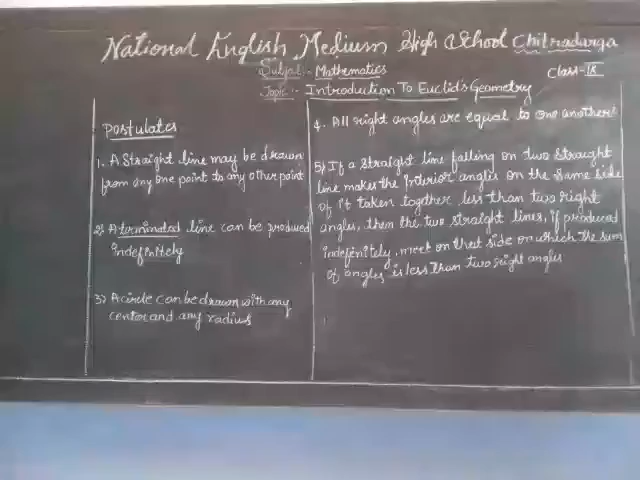 National English Medium High School Chitradurga
Subject :- Mathematics
Class - IX
Topic :- Introduction To Euclid's Geometry
Postulates
1. A Straight line may be drawn
from any one point to any other point
2) A terminated line can be produced
indefinitely
3) A circle can be drawn with any
center and any radius
4. All right angles are equal to one another
5) If a straight line falling on two straight
line makes the Interior angles on the same side
of it taken together less than two right
angles, then the two straight lines, if produced
indefinitely, meet on that side on which the sum
of angles is less than two right angles